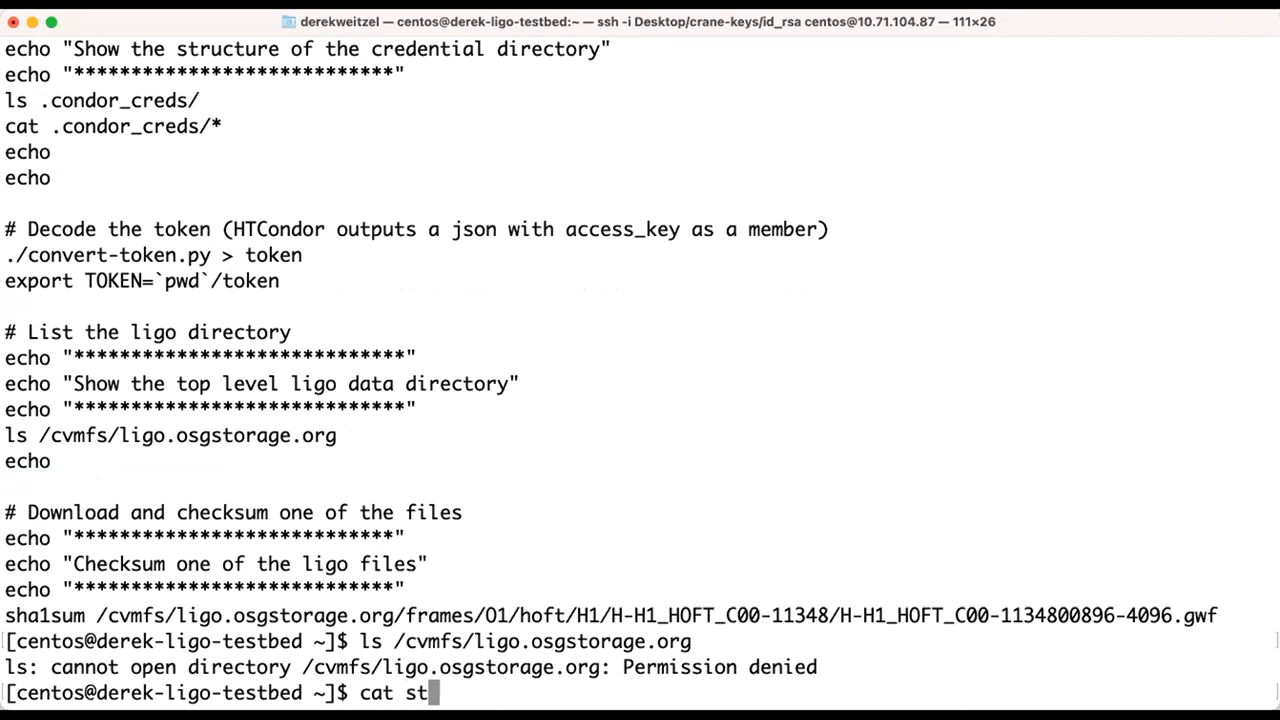 derekweitzel — centos@derek-ligo-testbed:~ — ssh -i Desktop/crane-keys/id_rsa centos@10.71.104.87 — 111×26
echo "Show the structure of the credential directory"
echo "****************************"
ls .condor_creds/
cat .condor_creds/*
echo
echo
# Decode the token (HTCondor outputs a json with access_key as a member)
./convert-token.py > token
export TOKEN=`pwd`/token
# List the ligo directory
echo "*****************************"
echo "Show the top level ligo data directory"
echo "*****************************"
ls /cvmfs/ligo.osgstorage.org
echo
# Download and checksum one of the files
echo "****************************"
echo "Checksum one of the ligo files"
echo "****************************"
sha1sum /cvmfs/ligo.osgstorage.org/frames/O1/hoft/H1/H-H1_HOFT_C00-11348/H-H1_HOFT_C00-1134800896-4096.gwf
[centos@derek-ligo-testbed ~]$ ls /cvmfs/ligo.osgstorage.org
ls: cannot open directory /cvmfs/ligo.osgstorage.org: Permission denied
[centos@derek-ligo-testbed ~]$ cat st